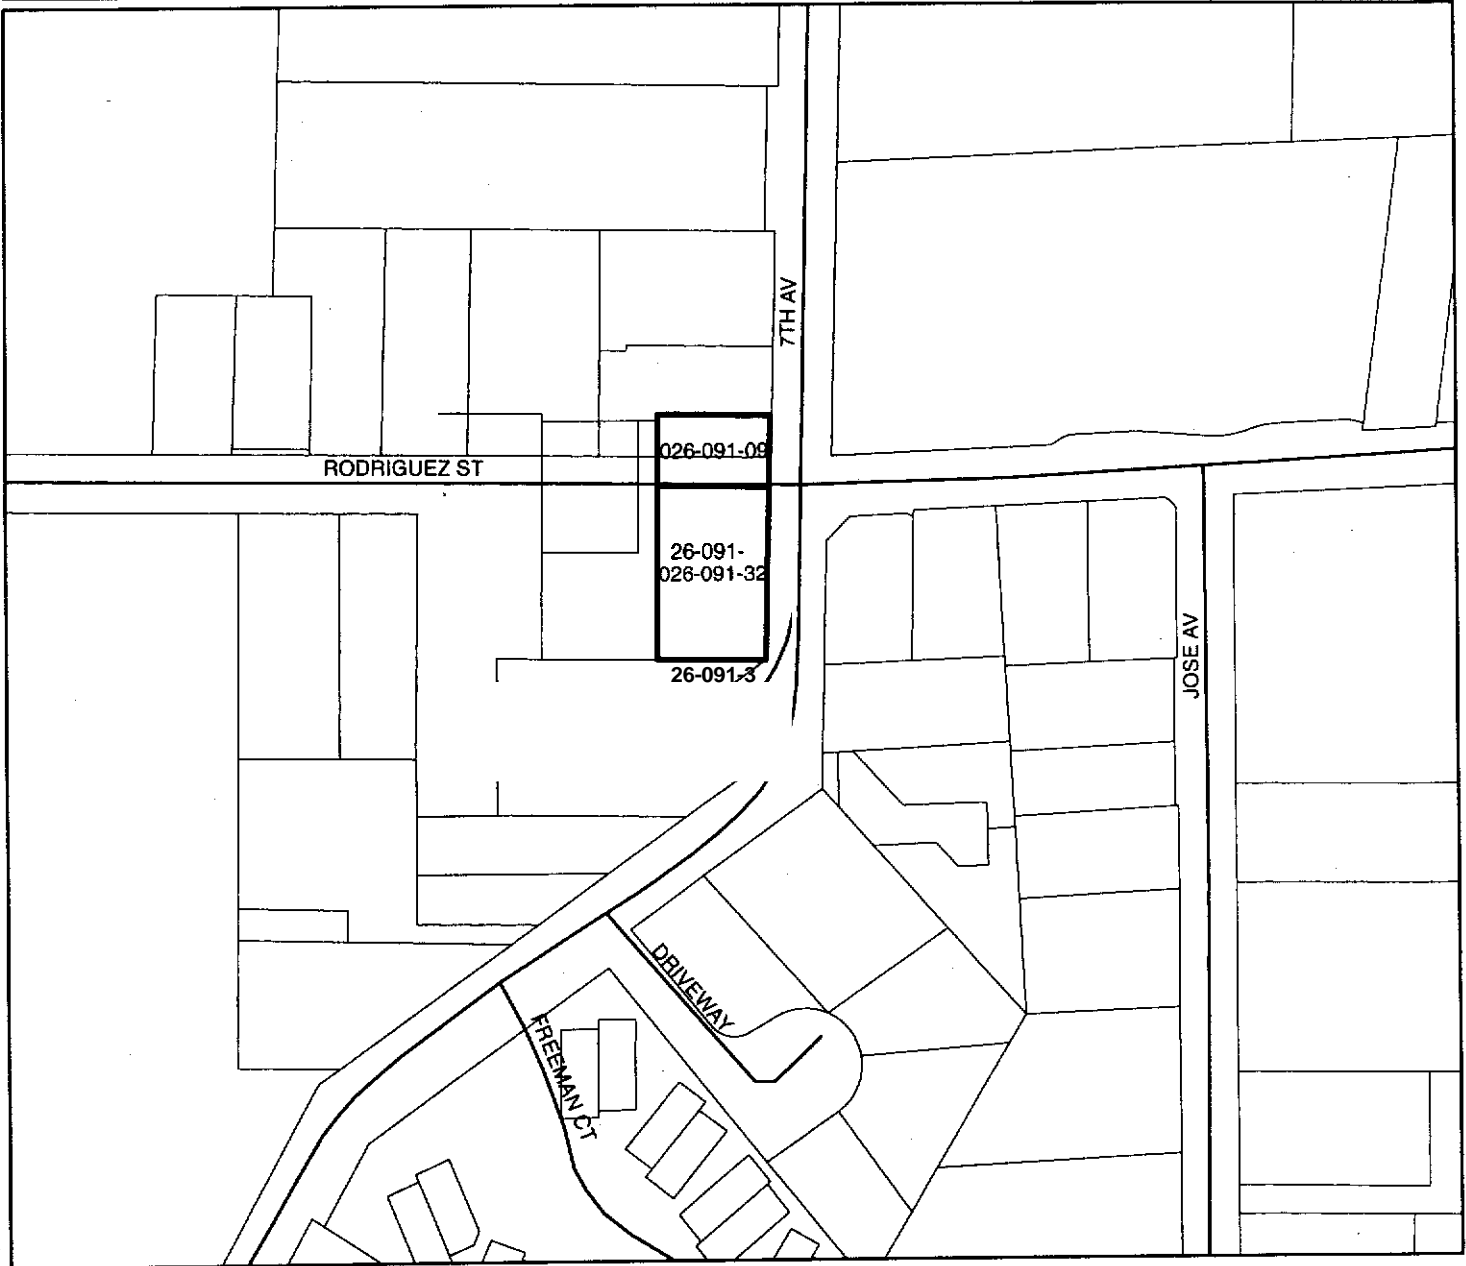 7TH AV
026-091-09
RODRIGUEZ ST
26-091-
026-091-32
26-091-3
JOSE AV
DRIVEWAY
FREEMAN CT